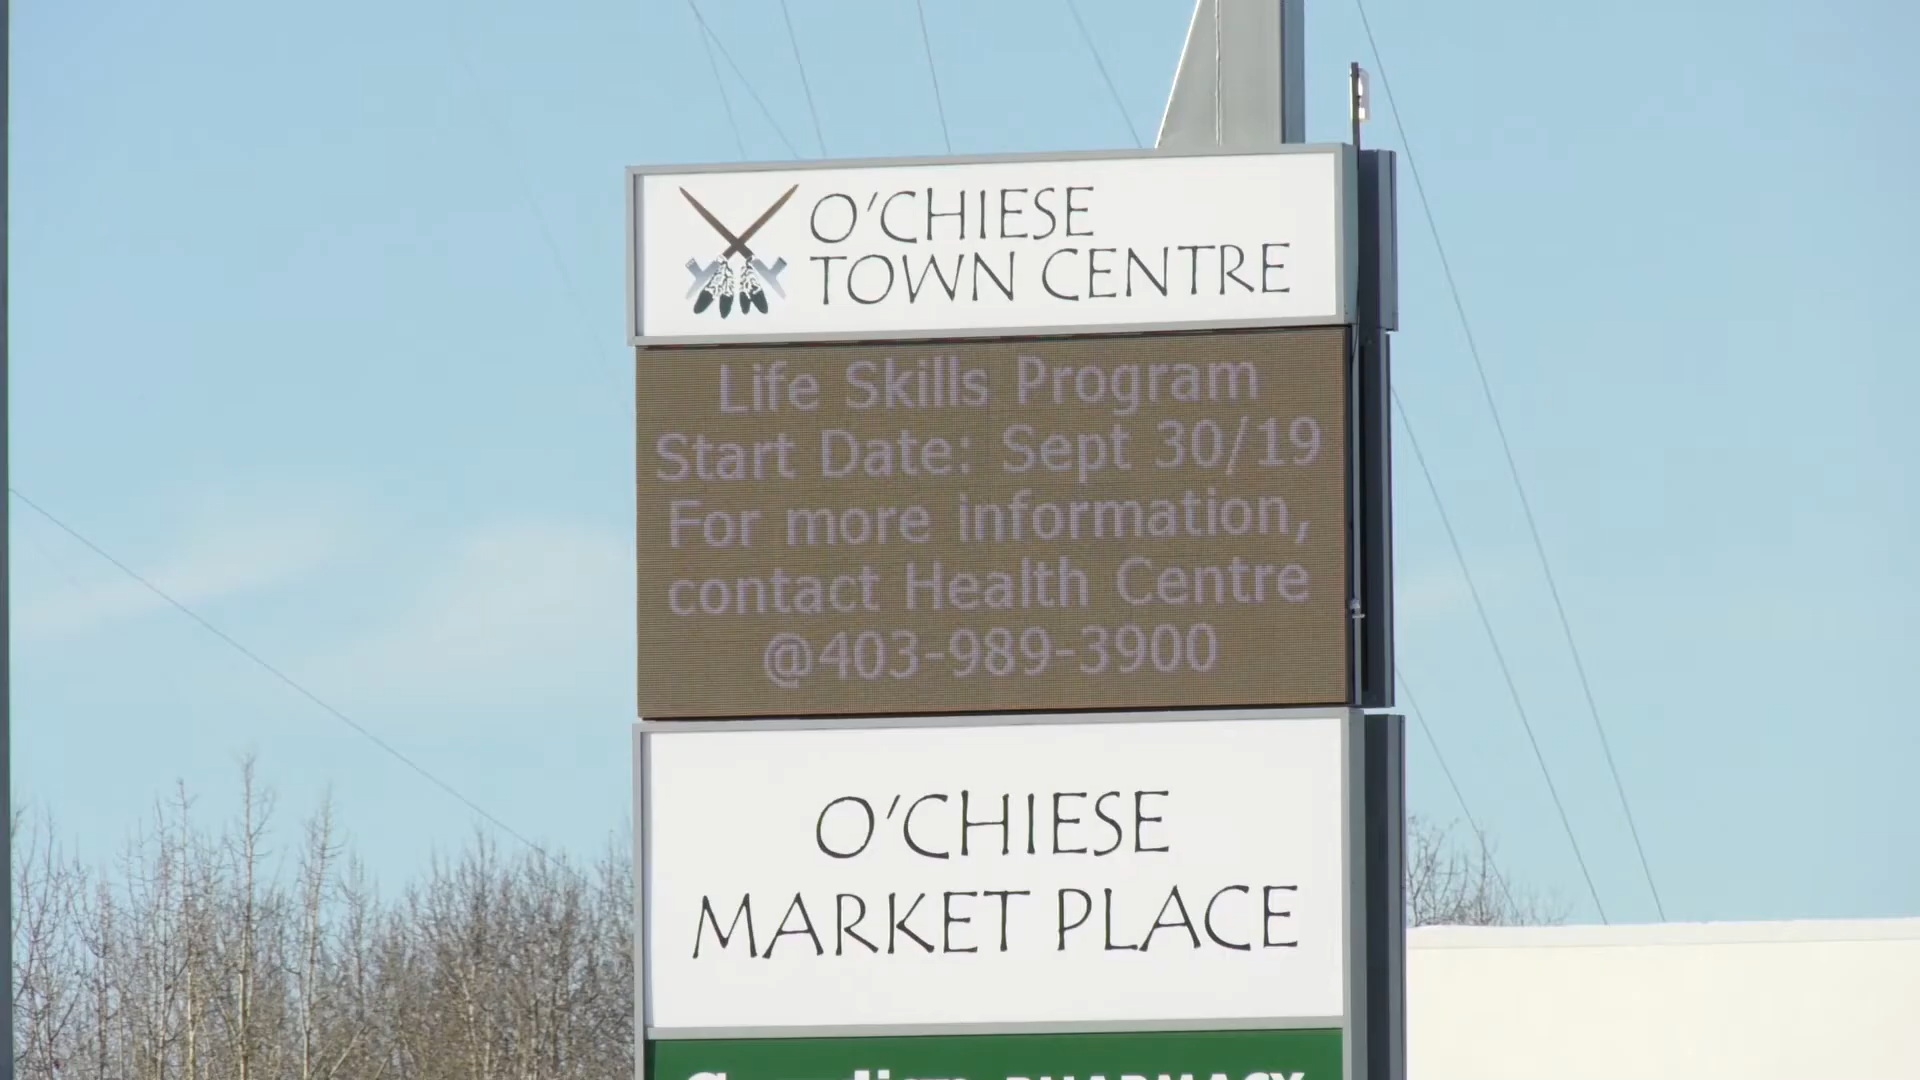 O'CHIESE
TOWN CENTRE
Life Skills Program
Start Date: Sept 30/19
For more information,
contact Health Centre
@403-989-3900
O'CHIESE
MARKET PLACE
PHARMACY